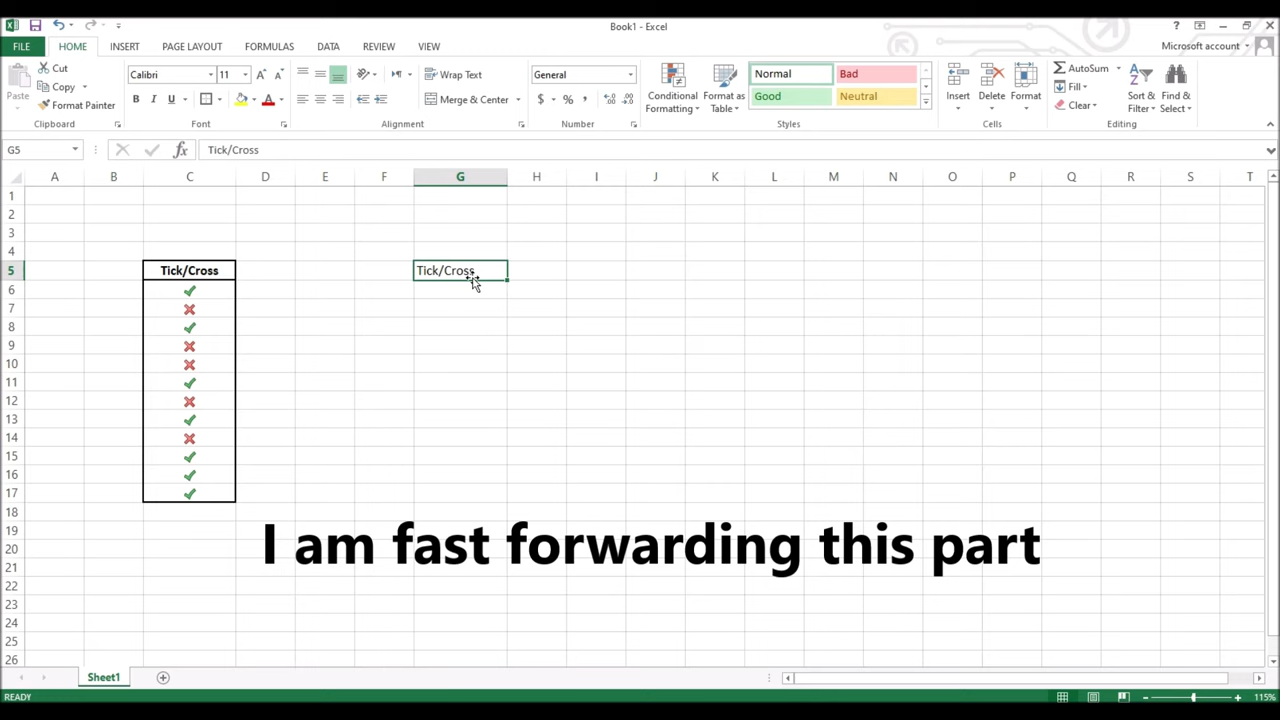 Book1 - Excel
FILE HOME INSERT PAGE LAYOUT FORMULAS DATA REVIEW VIEW Microsoft account
Paste Cut Copy Format Painter Clipboard
Calibri 11 Font
Wrap Text Merge & Center Alignment
General $ % , Number
Conditional Formatting Format as Table Normal Bad Good Neutral Styles
Insert Delete Format Cells
AutoSum Fill Clear Sort & Filter Find & Select Editing
G5 fx Tick/Cross
A B C D E F G H I J K L M N O P Q R S T
1
2
3
4
5 Tick/Cross Tick/Cross
6
7
8
9
10
11
12
13
14
15
16
17
18
19
I am fast forwarding this part
20
21
22
23
24
25
26
Sheet1
READY 115%